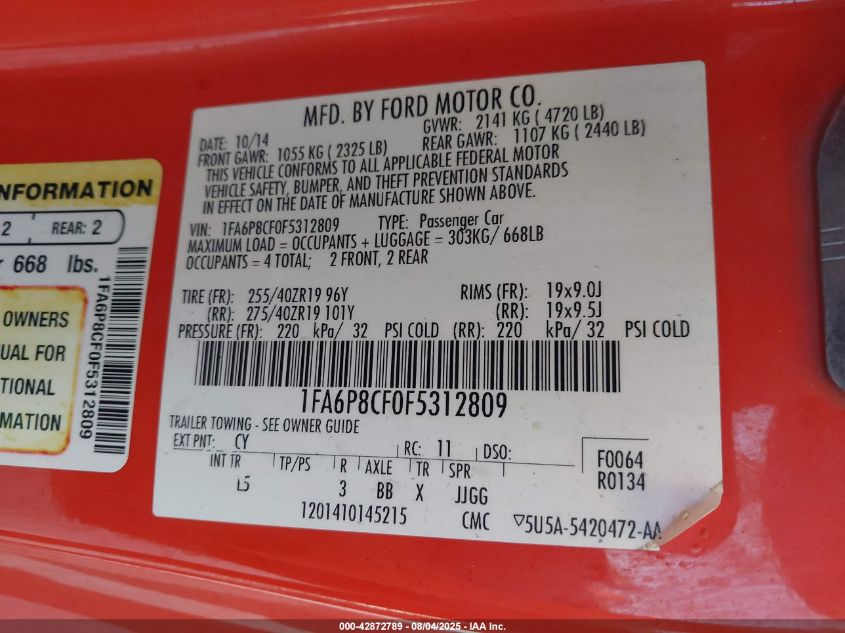 MFD. BY FORD MOTOR CO.
DATE: 10/14 GVWR: 2141 KG ( 4720 LB)
FRONT GAWR: 1055 KG ( 2325 LB) REAR GAWR: 1107 KG ( 2440 LB)
THIS VEHICLE CONFORMS TO ALL APPLICABLE FEDERAL MOTOR
VEHICLE SAFETY, BUMPER, AND THEFT PREVENTION STANDARDS
IN EFFECT ON THE DATE OF MANUFACTURE SHOWN ABOVE.
VIN: 1FA6P8CF0F5312809 TYPE: Passenger Car
MAXIMUM LOAD = OCCUPANTS + LUGGAGE = 303KG/ 668LB
OCCUPANTS = 4 TOTAL; 2 FRONT, 2 REAR
TIRE (FR): 255/40ZR19 96Y RIMS (FR): 19x9.0J
(RR): 275/40ZR19 101Y (RR): 19x9.5J
PRESSURE (FR): 220 kPa/ 32 PSI COLD (RR): 220 kPa/ 32 PSI COLD
1FA6P8CF0F5312809
TRAILER TOWING - SEE OWNER GUIDE
EXT PNT: CY RC: 11 DSO: F0064
INT TR TP/PS R AXLE TR SPR R0134
L5 3 BB X JJGG
1201410145215 CMC ▽5U5A-5420472-AA
NFORMATION
2 REAR: 2
668 lbs.
OWNERS
UAL FOR
TIONAL
1FA6P8CF0F5312809
000-42872789 - 08/04/2025 - IAA Inc.